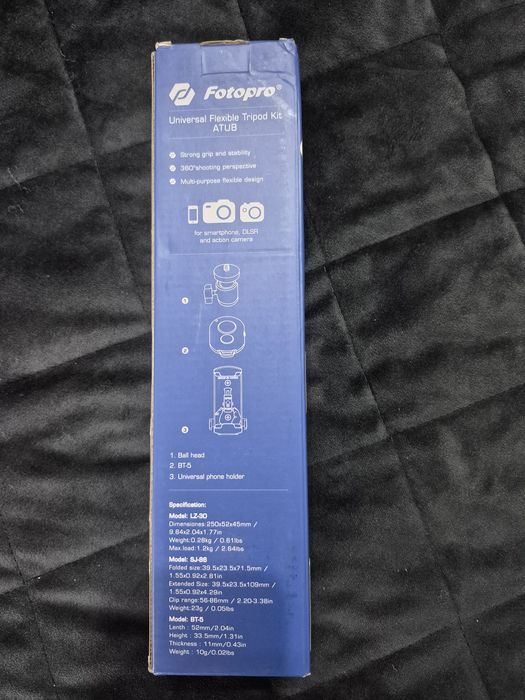 Fotopro®
Universal Flexible Tripod Kit
ATUB
Strong grip and stability
360°shooting perspective
Multi-purpose flexible design
for smartphone, DLSR
and action camera
1
2
3
1. Ball head
2. BT-5
3. Universal phone holder
Specification:
Model: LZ-30
Dimensiones:250x52x45mm /
9.84x2.04x1.77in
Weight:0.28kg / 0.61lbs
Max.load:1.2kg / 2.64lbs
Model: SJ-86
Folded size:39.5x23.5x71.5mm /
1.55x0.92x2.81in
Extended Size: 39.5x23.5x109mm /
1.55x0.92x4.29in
Clip range:56-86mm / 2.20-3.38in
Weight:23g / 0.05lbs
Model: BT-5
Lenth : 52mm/2.04in
Height : 33.5mm/1.31in
Thickness : 11mm/0.43in
Weight : 10g/0.02lbs